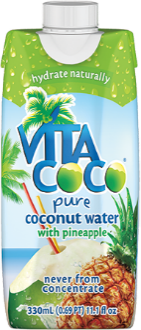 hydrate naturally
VITA
COCO
pure
coconut water
with pineapple
never from
concentrate
330mL (0.69 PT) 11.1 fl oz